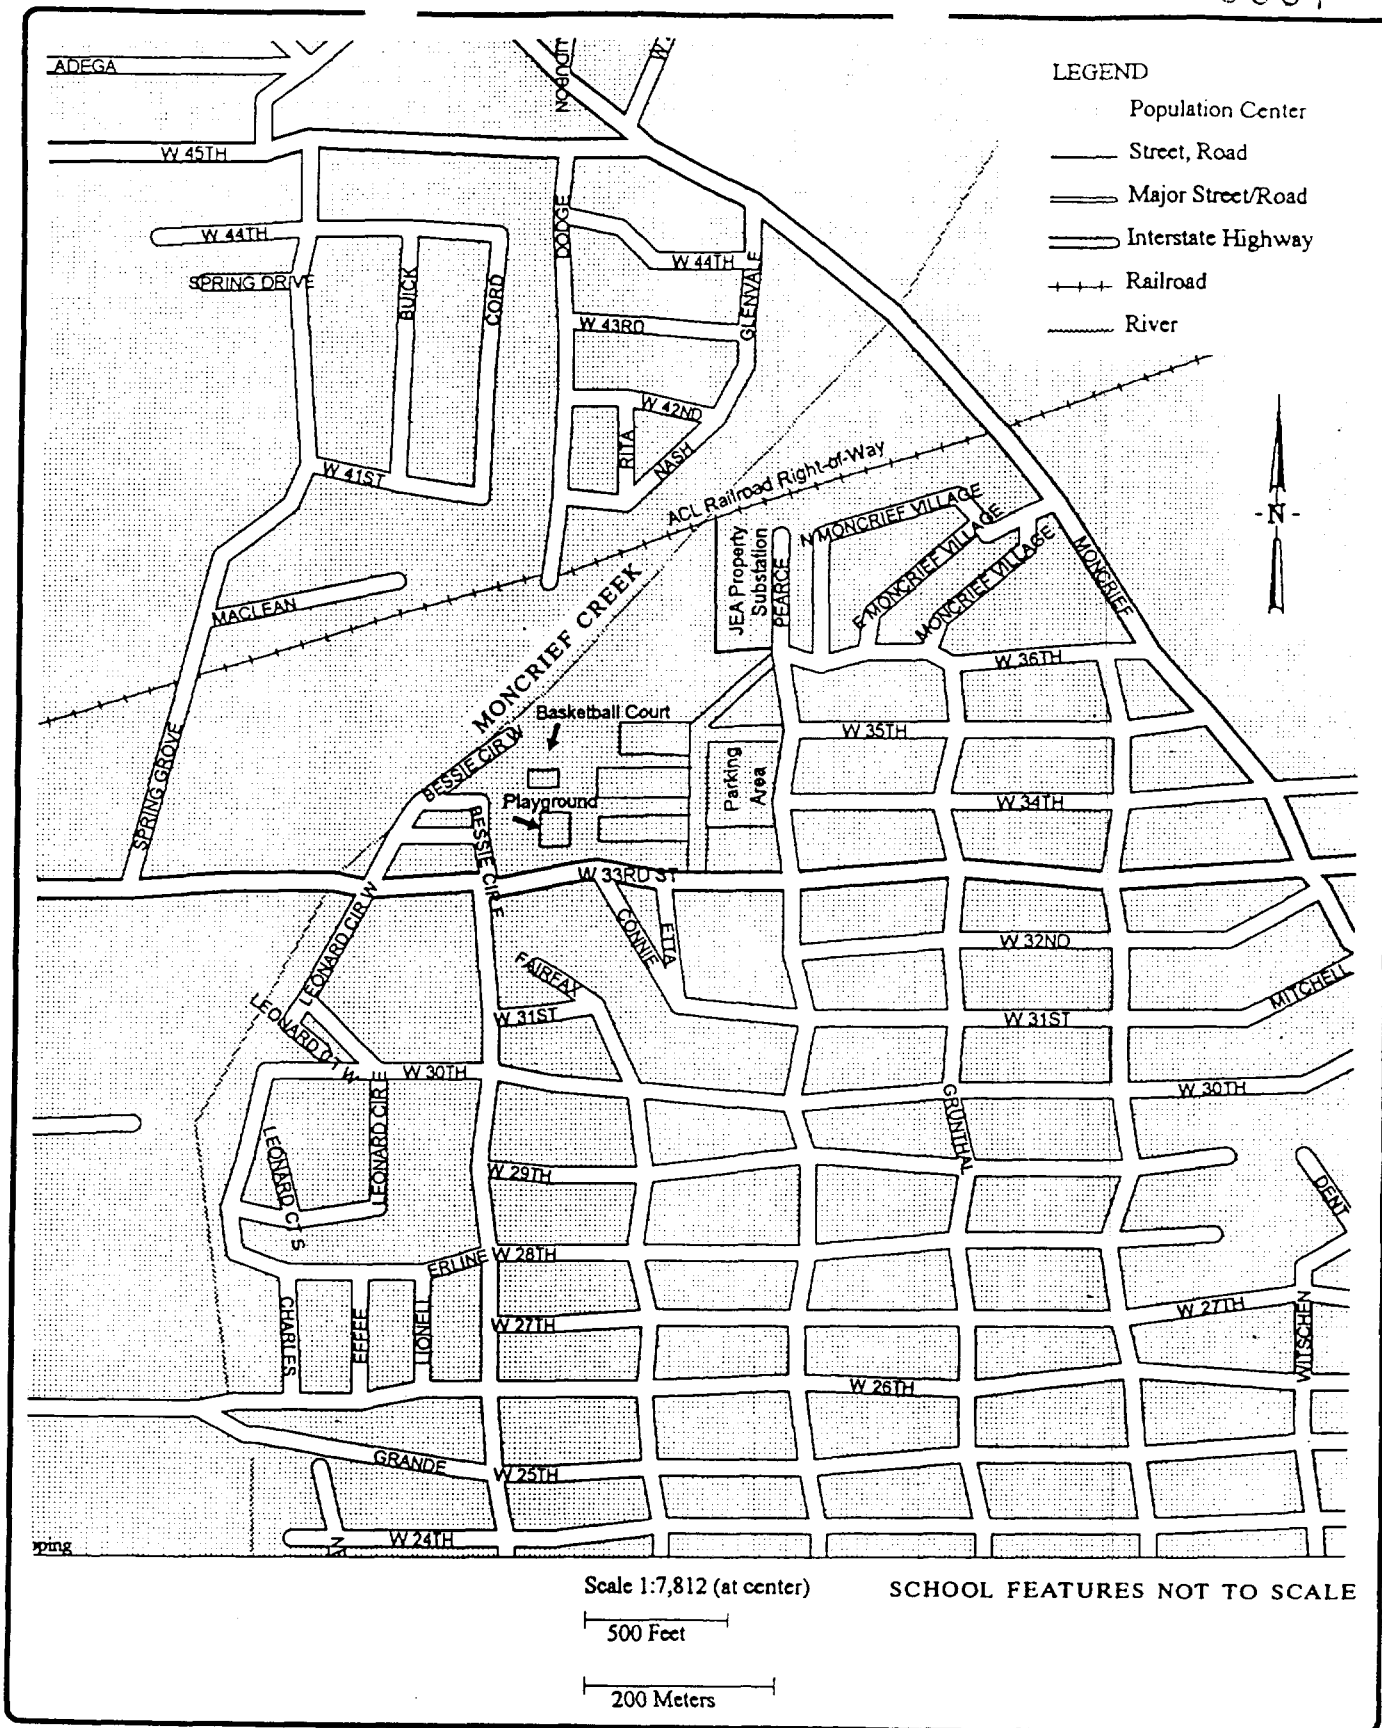 LEGEND
Population Center
Street, Road
Major Street/Road
Interstate Highway
Railroad
River
ADEGA
W 45TH
W 44TH
SPRING DRIVE
BUICK
CORD
DODGE
W 44TH
GLENVALE
W 43RD
W 42ND
RITA
NASH
W 41ST
ACL Railroad Right-of-Way
-N-
N MONCRIEF VILLAGE
E MONCRIEF VILLAGE
MONCRIEF VILLAGE
MONCRIEF
JEA Property
Substation
PEARCE
MACLEAN
MONCRIEF CREEK
W 36TH
Basketball Court
BESSIE CIR W
W 35TH
SPRING GROVE
Parking
Area
Playground
W 34TH
BESSIE CIR E
W 33RD ST
LEONARD CIR W
CONNIE
ETTA
W 32ND
FAIRFAX
MITCHELL
LEONARD CT W
W 31ST
W 31ST
W 30TH
LEONARD CIR E
GRUNTHAL
W 30TH
LEONARD CT S
W 29TH
DENT
ERLINE
W 28TH
CHARLES
EFFEE
LIONELL
W 27TH
W 27TH
WITSCHEN
W 26TH
GRANDE
W 25TH
W 24TH
pping
Scale 1:7,812 (at center)
SCHOOL FEATURES NOT TO SCALE
500 Feet
200 Meters